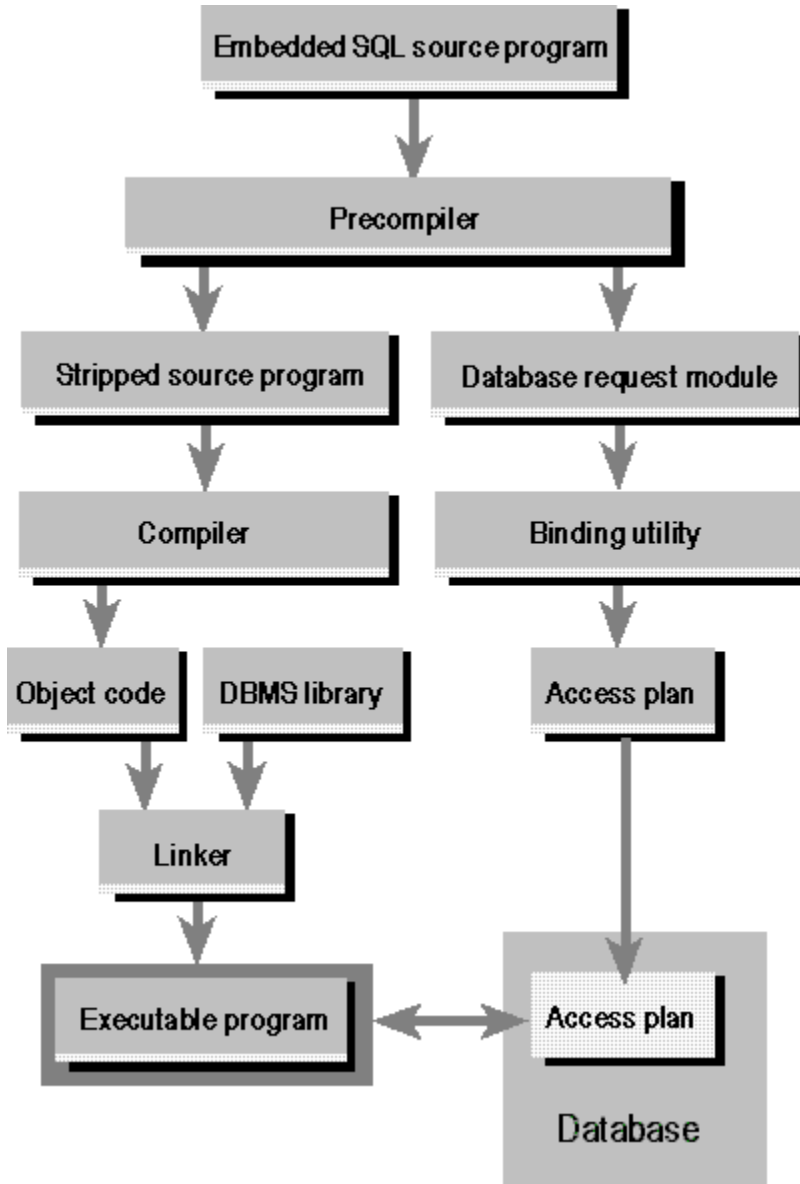 Embedded SQL source program
Precompiler
Stripped source program
Database request module
Compiler
Binding utility
Object code
DBMS library
Access plan
Linker
Executable program
Access plan
Database